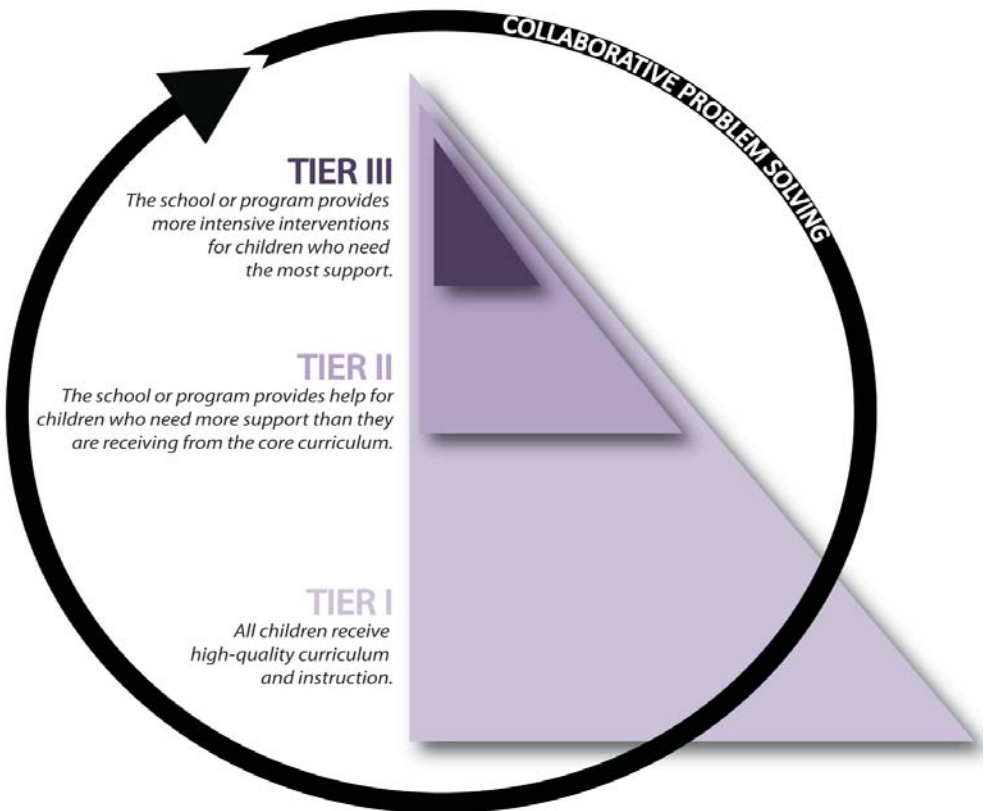 COLLABORATIVE PROBLEM SOLVING
TIER III
The school or program provides
more intensive interventions
for children who need
the most support.
TIER II
The school or program provides help for
children who need more support than they
are receiving from the core curriculum.
TIER I
All children receive
high-quality curriculum
and instruction.